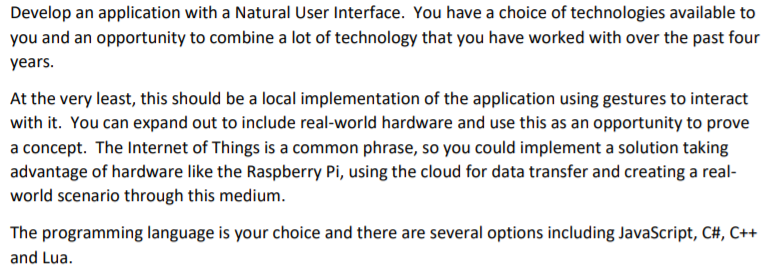 Develop an application with a Natural User Interface.  You have a choice of technologies available to
you and an opportunity to combine a lot of technology that you have worked with over the past four
years.
At the very least, this should be a local implementation of the application using gestures to interact
with it.  You can expand out to include real-world hardware and use this as an opportunity to prove
a concept.  The Internet of Things is a common phrase, so you could implement a solution taking
advantage of hardware like the Raspberry Pi, using the cloud for data transfer and creating a real-
world scenario through this medium.
The programming language is your choice and there are several options including JavaScript, C#, C++
and Lua.